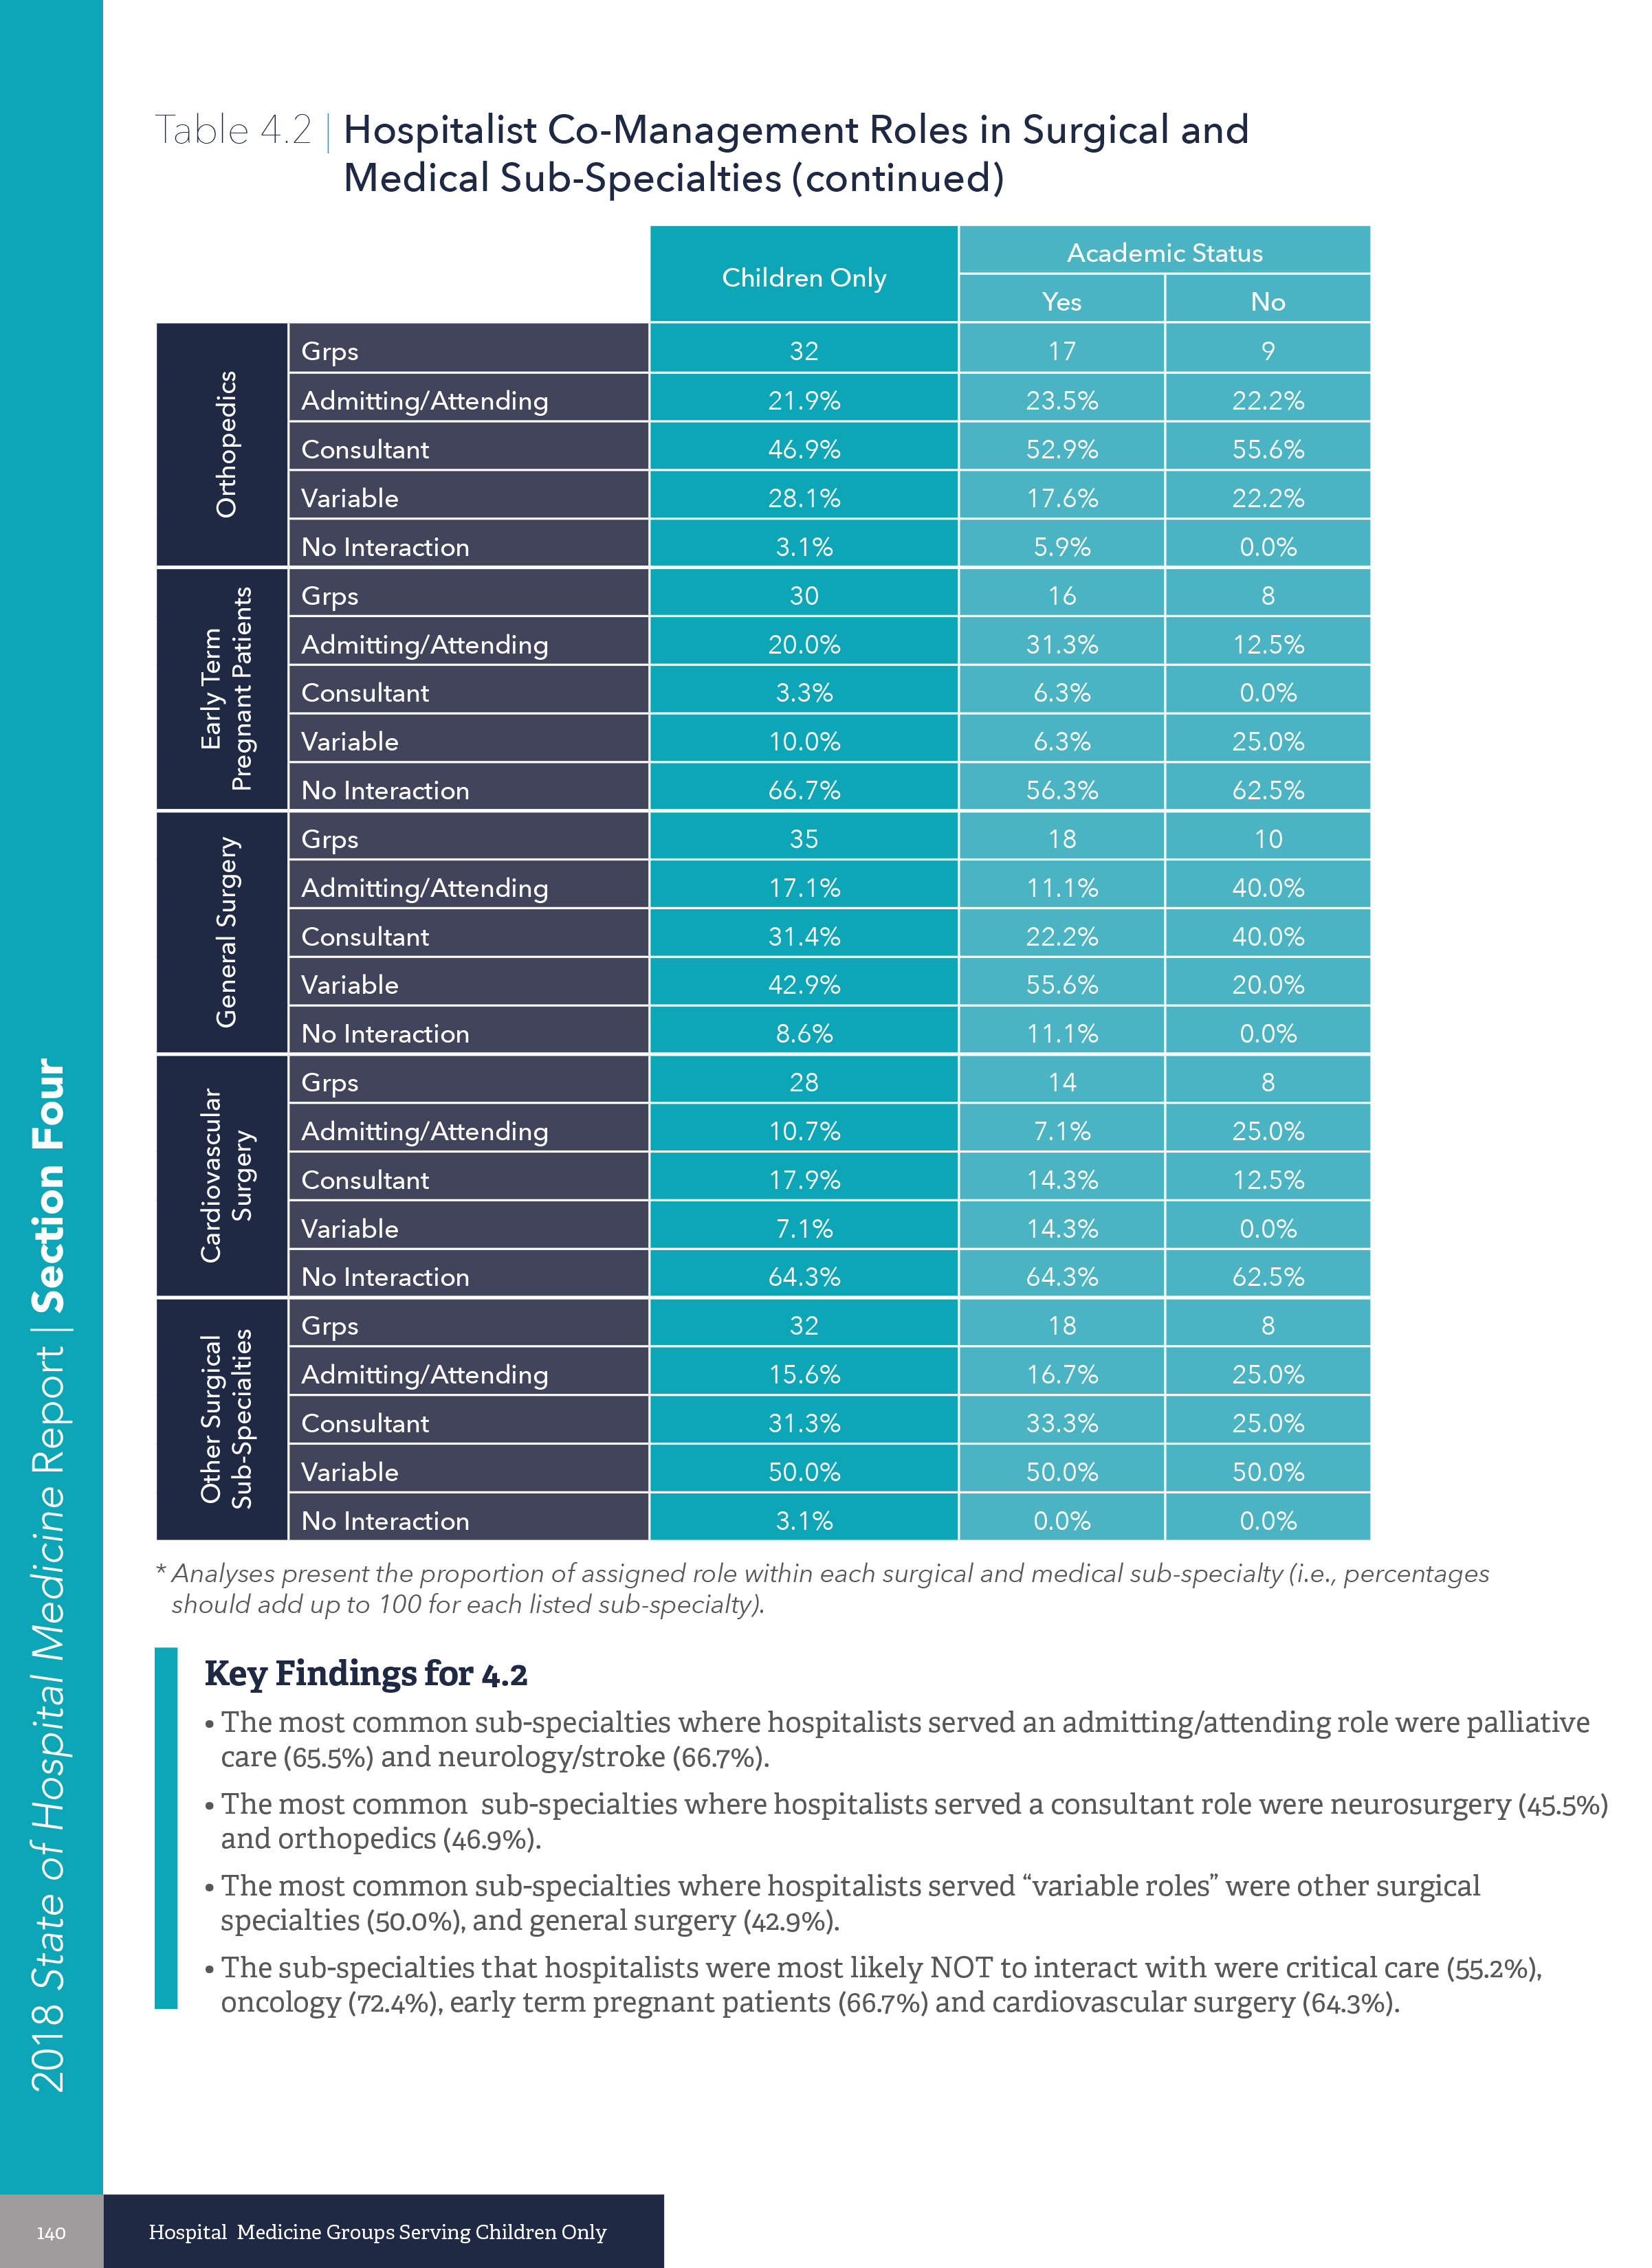 Table 4.2 | Hospitalist Co-Management Roles in Surgical and
Medical Sub-Specialties (continued)
Children Only
Academic Status
Yes No
Orthopedics
Grps 32 17 9
Admitting/Attending 21.9% 23.5% 22.2%
Consultant 46.9% 52.9% 55.6%
Variable 28.1% 17.6% 22.2%
No Interaction 3.1% 5.9% 0.0%
Early Term
Pregnant Patients
Grps 30 16 8
Admitting/Attending 20.0% 31.3% 12.5%
Consultant 3.3% 6.3% 0.0%
Variable 10.0% 6.3% 25.0%
No Interaction 66.7% 56.3% 62.5%
General Surgery
Grps 35 18 10
Admitting/Attending 17.1% 11.1% 40.0%
Consultant 31.4% 22.2% 40.0%
Variable 42.9% 55.6% 20.0%
No Interaction 8.6% 11.1% 0.0%
Cardiovascular
Surgery
Grps 28 14 8
Admitting/Attending 10.7% 7.1% 25.0%
Consultant 17.9% 14.3% 12.5%
Variable 7.1% 14.3% 0.0%
No Interaction 64.3% 64.3% 62.5%
Other Surgical
Sub-Specialties
Grps 32 18 8
Admitting/Attending 15.6% 16.7% 25.0%
Consultant 31.3% 33.3% 25.0%
Variable 50.0% 50.0% 50.0%
No Interaction 3.1% 0.0% 0.0%
* Analyses present the proportion of assigned role within each surgical and medical sub-specialty (i.e., percentages
should add up to 100 for each listed sub-specialty).
Key Findings for 4.2
• The most common sub-specialties where hospitalists served an admitting/attending role were palliative
care (65.5%) and neurology/stroke (66.7%).
• The most common sub-specialties where hospitalists served a consultant role were neurosurgery (45.5%)
and orthopedics (46.9%).
• The most common sub-specialties where hospitalists served “variable roles” were other surgical
specialties (50.0%), and general surgery (42.9%).
• The sub-specialties that hospitalists were most likely NOT to interact with were critical care (55.2%),
oncology (72.4%), early term pregnant patients (66.7%) and cardiovascular surgery (64.3%).
2018 State of Hospital Medicine Report | Section Four
140
Hospital Medicine Groups Serving Children Only